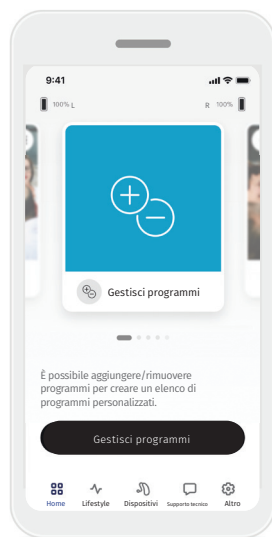 9:41
100% L
R 100%
Gestisci programmi
È possibile aggiungere/rimuovere
programmi per creare un elenco di
programmi personalizzati.
Gestisci programmi
Home Lifestyle Dispositivi Supporto tecnico Altro